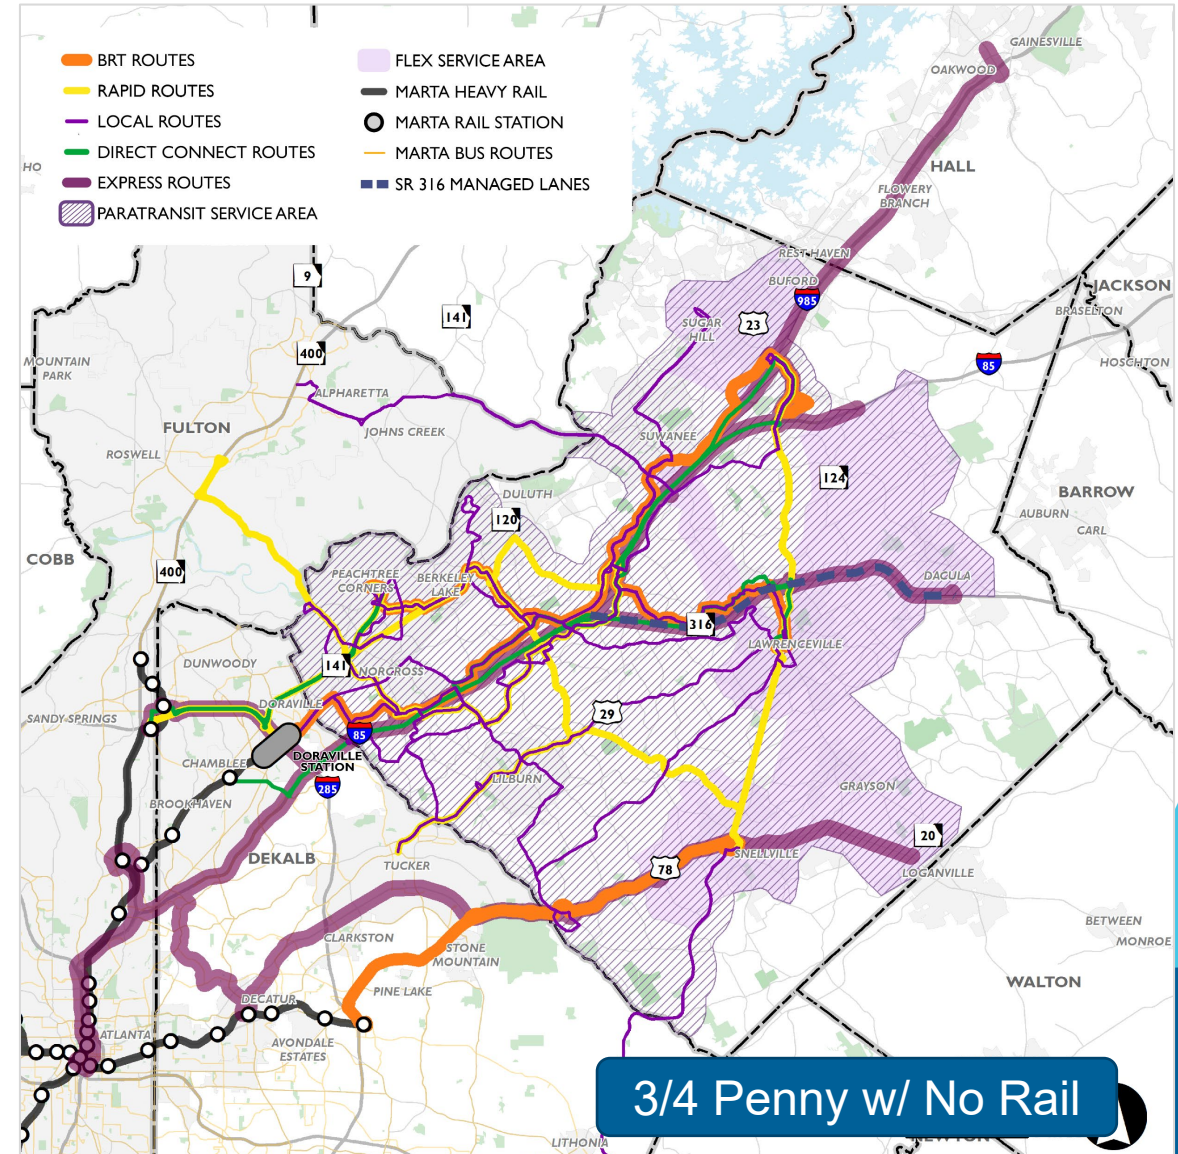 BRT ROUTES
RAPID ROUTES
LOCAL ROUTES
DIRECT CONNECT ROUTES
EXPRESS ROUTES
PARATRANSIT SERVICE AREA
FLEX SERVICE AREA
MARTA HEAVY RAIL
MARTA RAIL STATION
MARTA BUS ROUTES
SR 316 MANAGED LANES
HO
GAINESVILLE
OAKWOOD
HALL
FLOWERY
BRANCH
REST HAVEN
BUFORD
985
JACKSON
BRASELTON
HOSCHTON
9
141
400
23
SUGAR
HILL
85
MOUNTAIN
PARK
ALPHARETTA
FULTON
JOHNS CREEK
ROSWELL
SUWANEE
124
BARROW
AUBURN
CARL
DULUTH
120
COBB
400
PEACHTREE
CORNERS
BERKELEY
LAKE
DACULA
316
LAWRENCEVILLE
DUNWOODY
141
NORCROSS
SANDY SPRINGS
DORAVILLE
29
85
DORAVILLE
STATION
CHAMBLEE
285
LILBURN
GRAYSON
BROOKHAVEN
20
DEKALB
TUCKER
SNELLVILLE
78
LOGANVILLE
BETWEEN
MONROE
CLARKSTON
STONE
MOUNTAIN
WALTON
PINE LAKE
DECATUR
ATLANTA
AVONDALE
ESTATES
3/4 Penny w/ No Rail
LITHONIA